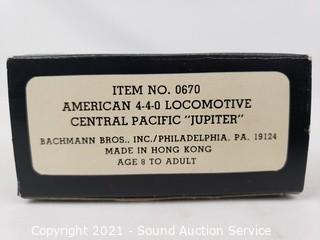 ITEM NO. 0670
AMERICAN 4-4-0 LOCOMOTIVE
CENTRAL PACIFIC "JUPITER"
BACHMANN BROS., INC./PHILADELPHIA, PA. 19124
MADE IN HONG KONG
AGE 8 TO ADULT
Copyright 2021 - Sound Auction Service